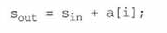 s_out = s_in + a[i];